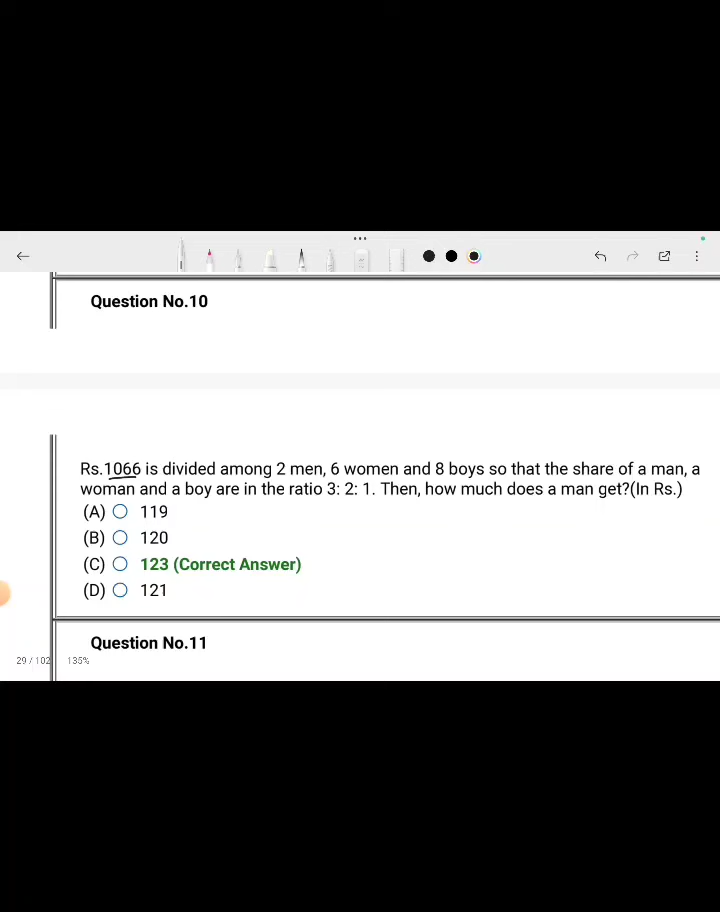 Question No.10
Rs.1066 is divided among 2 men, 6 women and 8 boys so that the share of a man, a
woman and a boy are in the ratio 3: 2: 1. Then, how much does a man get?(In Rs.)
(A) 119
(B) 120
(C) 123 (Correct Answer)
(D) 121
Question No.11
29 / 102 135%